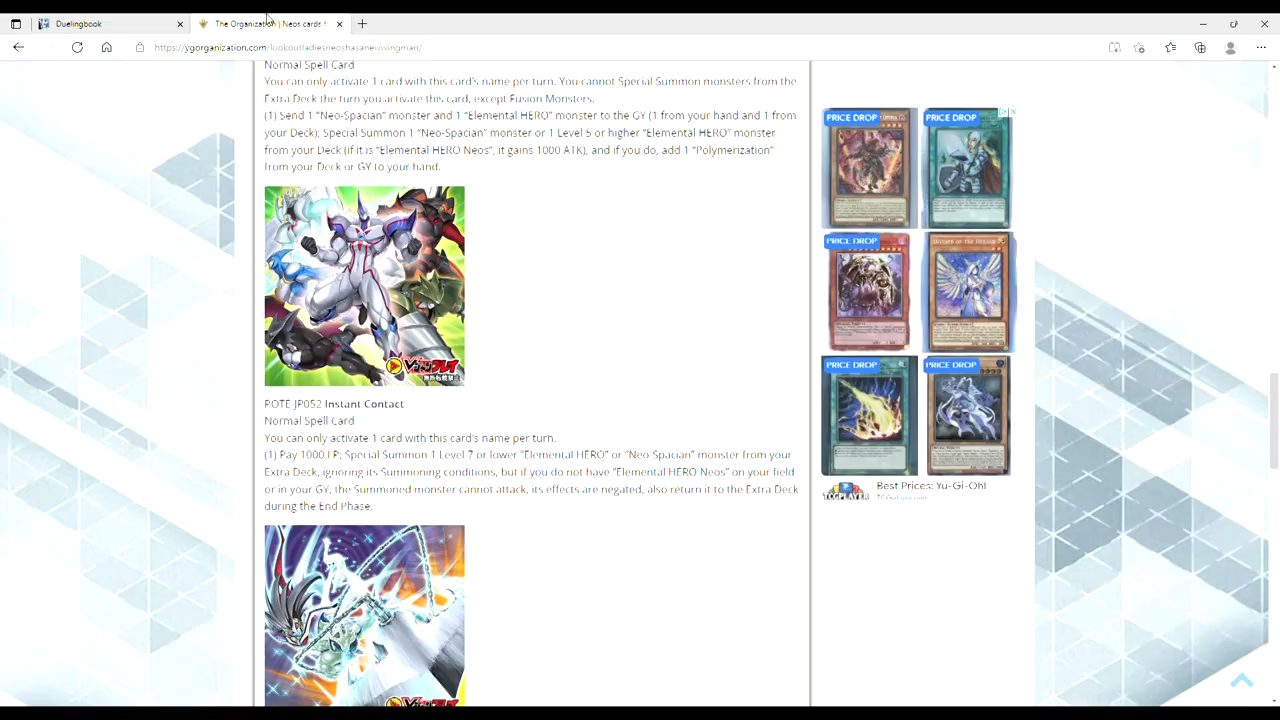 Duelingbook
The Organization | Neos cards f
https://ygorganization.com/lookoutladiesneoshasanewwingman/
Normal Spell Card
You can only activate 1 card with this card's name per turn. You cannot Special Summon monsters from the
Extra Deck the turn you activate this card, except Fusion Monsters.
(1) Send 1 "Neo-Spacian" monster and 1 "Elemental HERO" monster to the GY (1 from your hand and 1 from
your Deck); Special Summon 1 "Neo-Spacian" monster or 1 Level 5 or higher "Elemental HERO" monster
from your Deck (if it is "Elemental HERO Neos", it gains 1000 ATK), and if you do, add 1 "Polymerization"
from your Deck or GY to your hand.
POTE-JP052 Instant Contact
Normal Spell Card
You can only activate 1 card with this card's name per turn.
(1) Pay 1000 LP; Special Summon 1 Level 7 or lower "Elemental HERO" or Neo-Spacian monster from your
Extra Deck, ignoring its Summoning conditions, but if you do not have "Elemental HERO Neos" on your field
or in your GY, the Summoned monster cannot attack, its effects are negated, also return it to the Extra Deck
during the End Phase.
PRICE DROP
PRICE DROP
PRICE DROP
PRICE DROP
PRICE DROP
TCGPLAYER
Best Prices: Yu-Gi-Oh!
TCGplayer.com